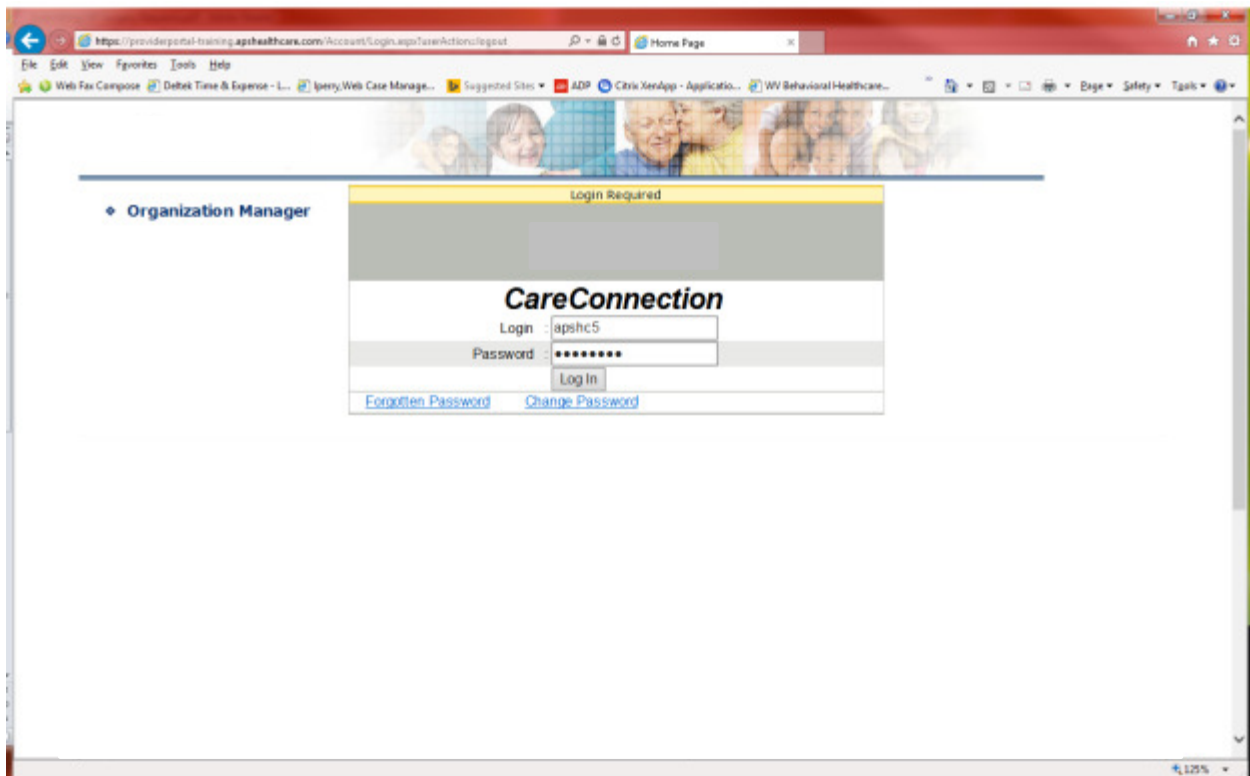 https://providerportal-training.apshealthcare.com/Account/Login.aspx?userAction=logout
Home Page
File Edit View Favorites Tools Help
Web Fax Compose Deltek Time & Expense - L... lperry,Web Case Manage... Suggested Sites ADP Citrix XenApp - Applicatio... WV Behavioral Healthcare... Page Safety Tools
Login Required
Organization Manager
CareConnection
Login : apshc5
Password : ••••••••
Log In
Forgotten Password Change Password
125%